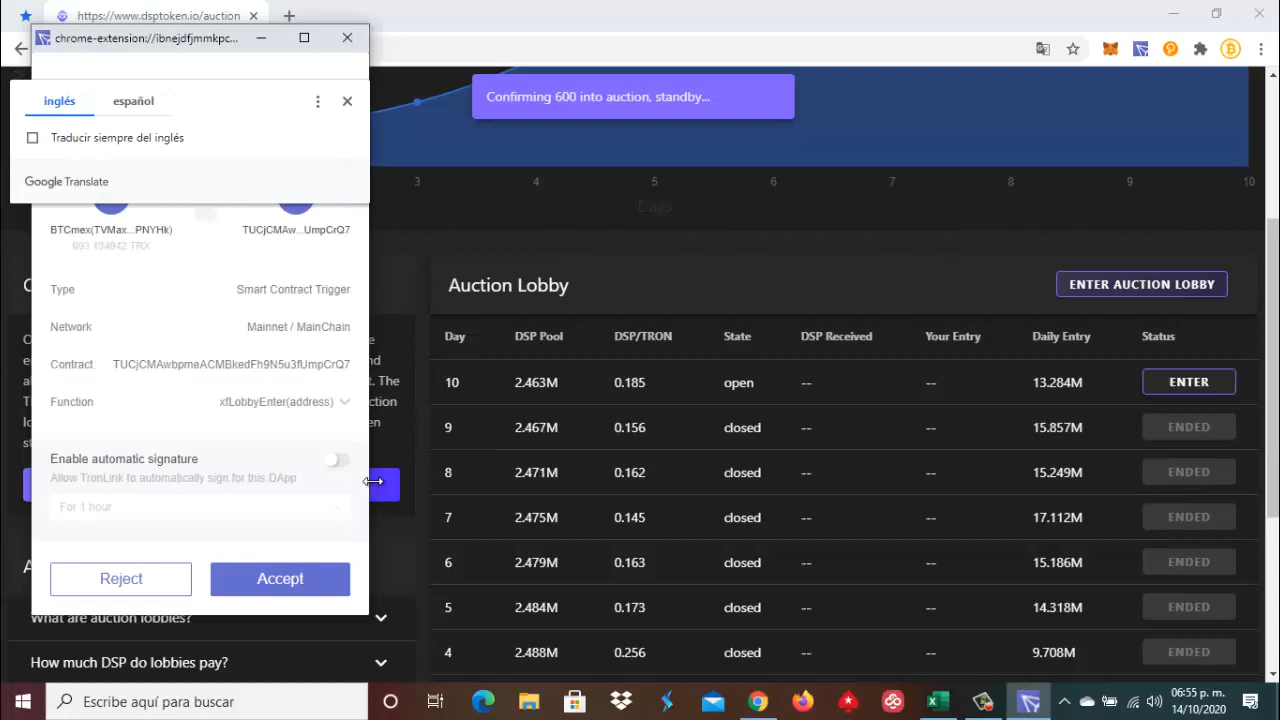 https://www.dsptoken.io/auction
chrome-extension://ibnejdfjmmkpc...
inglés español
Traducir siempre del inglés
Google Translate
BTCmex(TVMax...PNYHk) TUCjCMAw...UmpCrQ7
Type Smart Contract Trigger
Network Mainnet / MainChain
Contract TUCjCMAwbpmeACMBkedFh9N5u3fUmpCrQ7
Function xfLobbyEnter(address)
Enable automatic signature
Allow TronLink to automatically sign for this DApp
For 1 hour
Reject Accept
Confirming 600 into auction, standby...
3 4 5 6 7 8 9 10
Days
Auction Lobby ENTER AUCTION LOBBY
Day DSP Pool DSP/TRON State DSP Received Your Entry Daily Entry Status
10 2.463M 0.185 open -- -- 13.284M ENTER
9 2.467M 0.156 closed -- -- 15.857M ENDED
8 2.471M 0.162 closed -- -- 15.249M ENDED
7 2.475M 0.145 closed -- -- 17.112M ENDED
6 2.479M 0.163 closed -- -- 15.186M ENDED
5 2.484M 0.173 closed -- -- 14.318M ENDED
4 2.488M 0.256 closed -- -- 9.708M ENDED
What are auction lobbies?
How much DSP do lobbies pay?
Escribe aquí para buscar
06:55 p. m.
14/10/2020